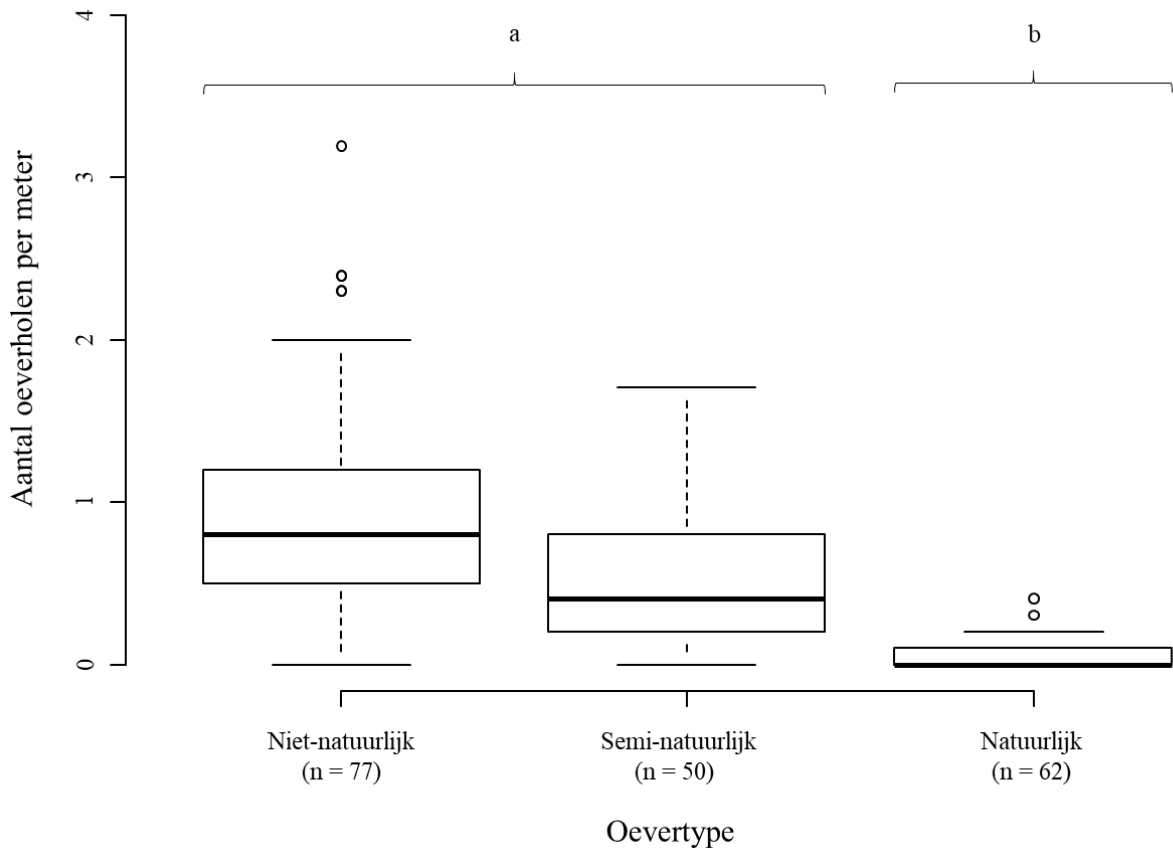 a
b
4
3
2
1
0
Aantal oeverholen per meter
Niet-natuurlijk
(n = 77)
Semi-natuurlijk
(n = 50)
Natuurlijk
(n = 62)
Oevertype